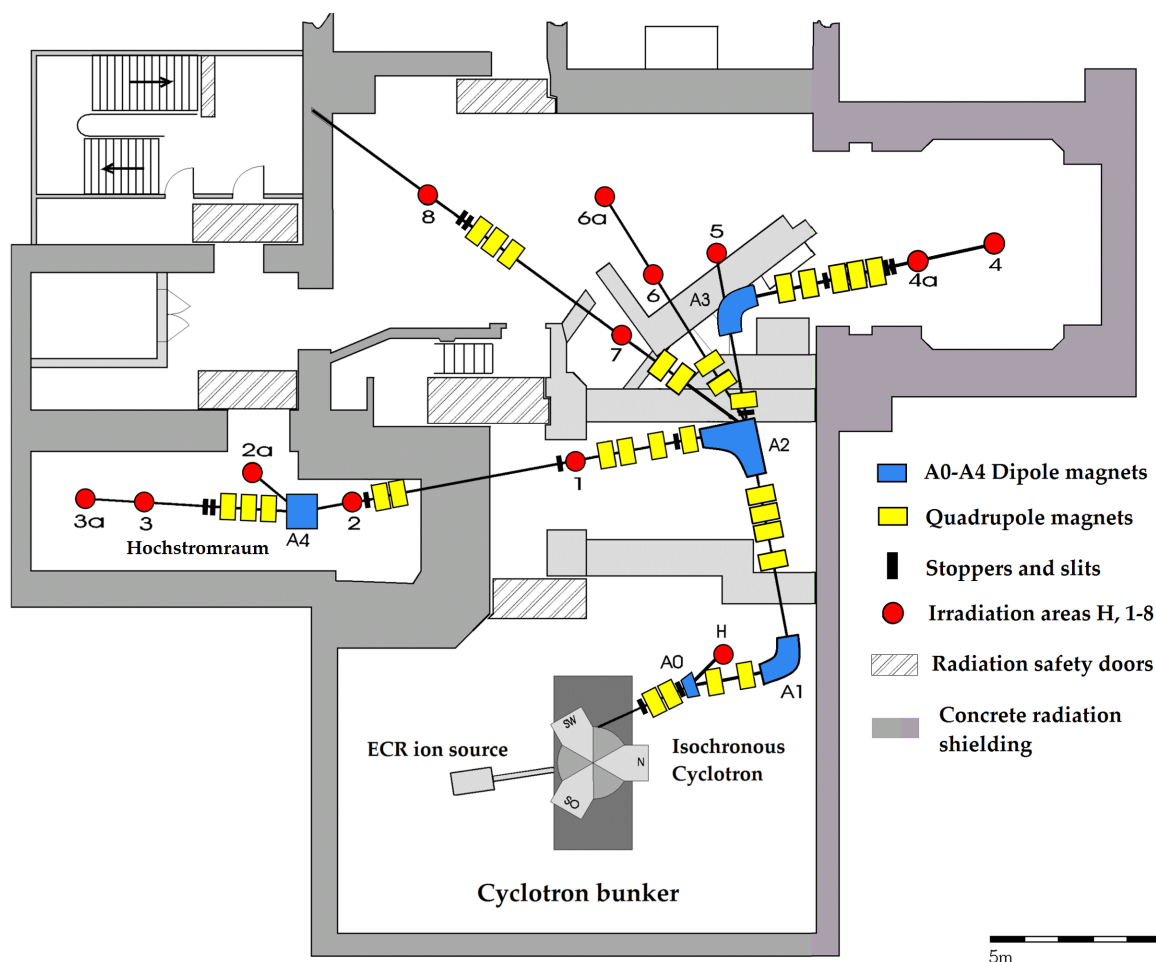 8
6a
5
4a
4
6
A3
7
A2
2a
1
3a
3
2
A4
Hochstromraum
A0-A4 Dipole magnets
Quadrupole magnets
Stoppers and slits
Irradiation areas H, 1-8
Radiation safety doors
Concrete radiation
shielding
H
A0
A1
SW
N
SO
ECR ion source
Isochronous
Cyclotron
Cyclotron bunker
5m